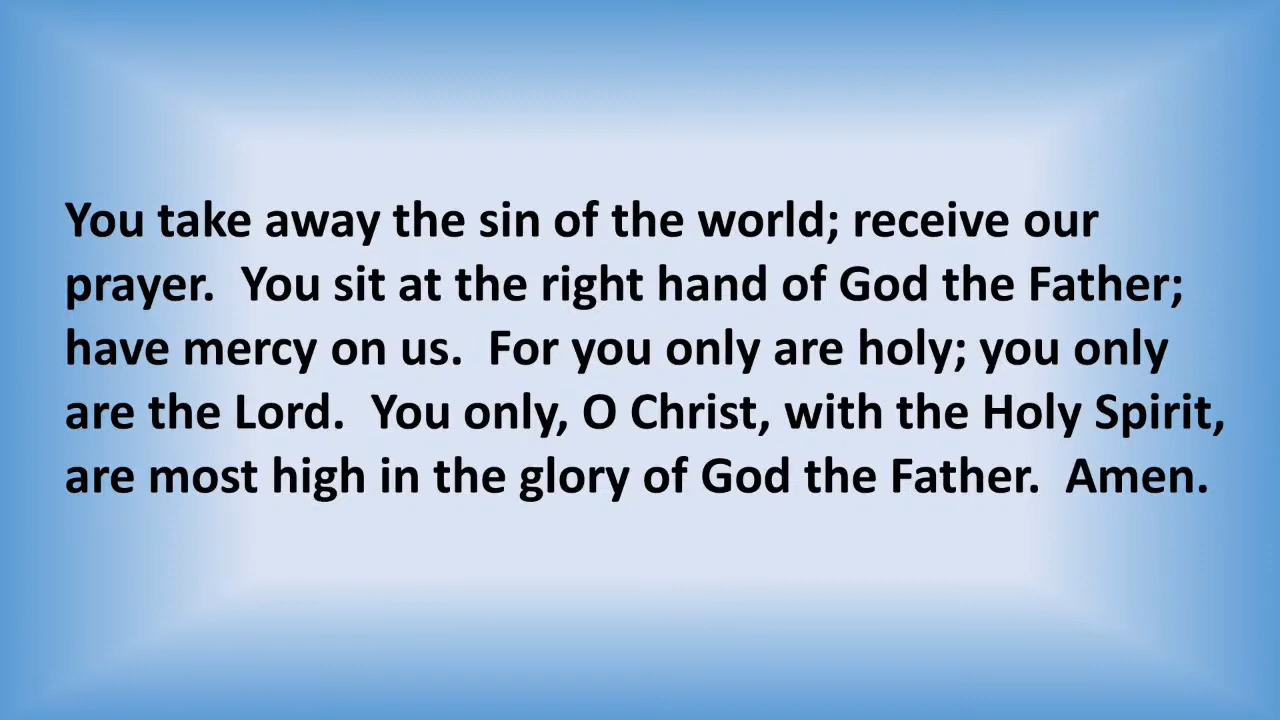 You take away the sin of the world; receive our
prayer.  You sit at the right hand of God the Father;
have mercy on us.  For you only are holy; you only
are the Lord.  You only, O Christ, with the Holy Spirit,
are most high in the glory of God the Father.  Amen.